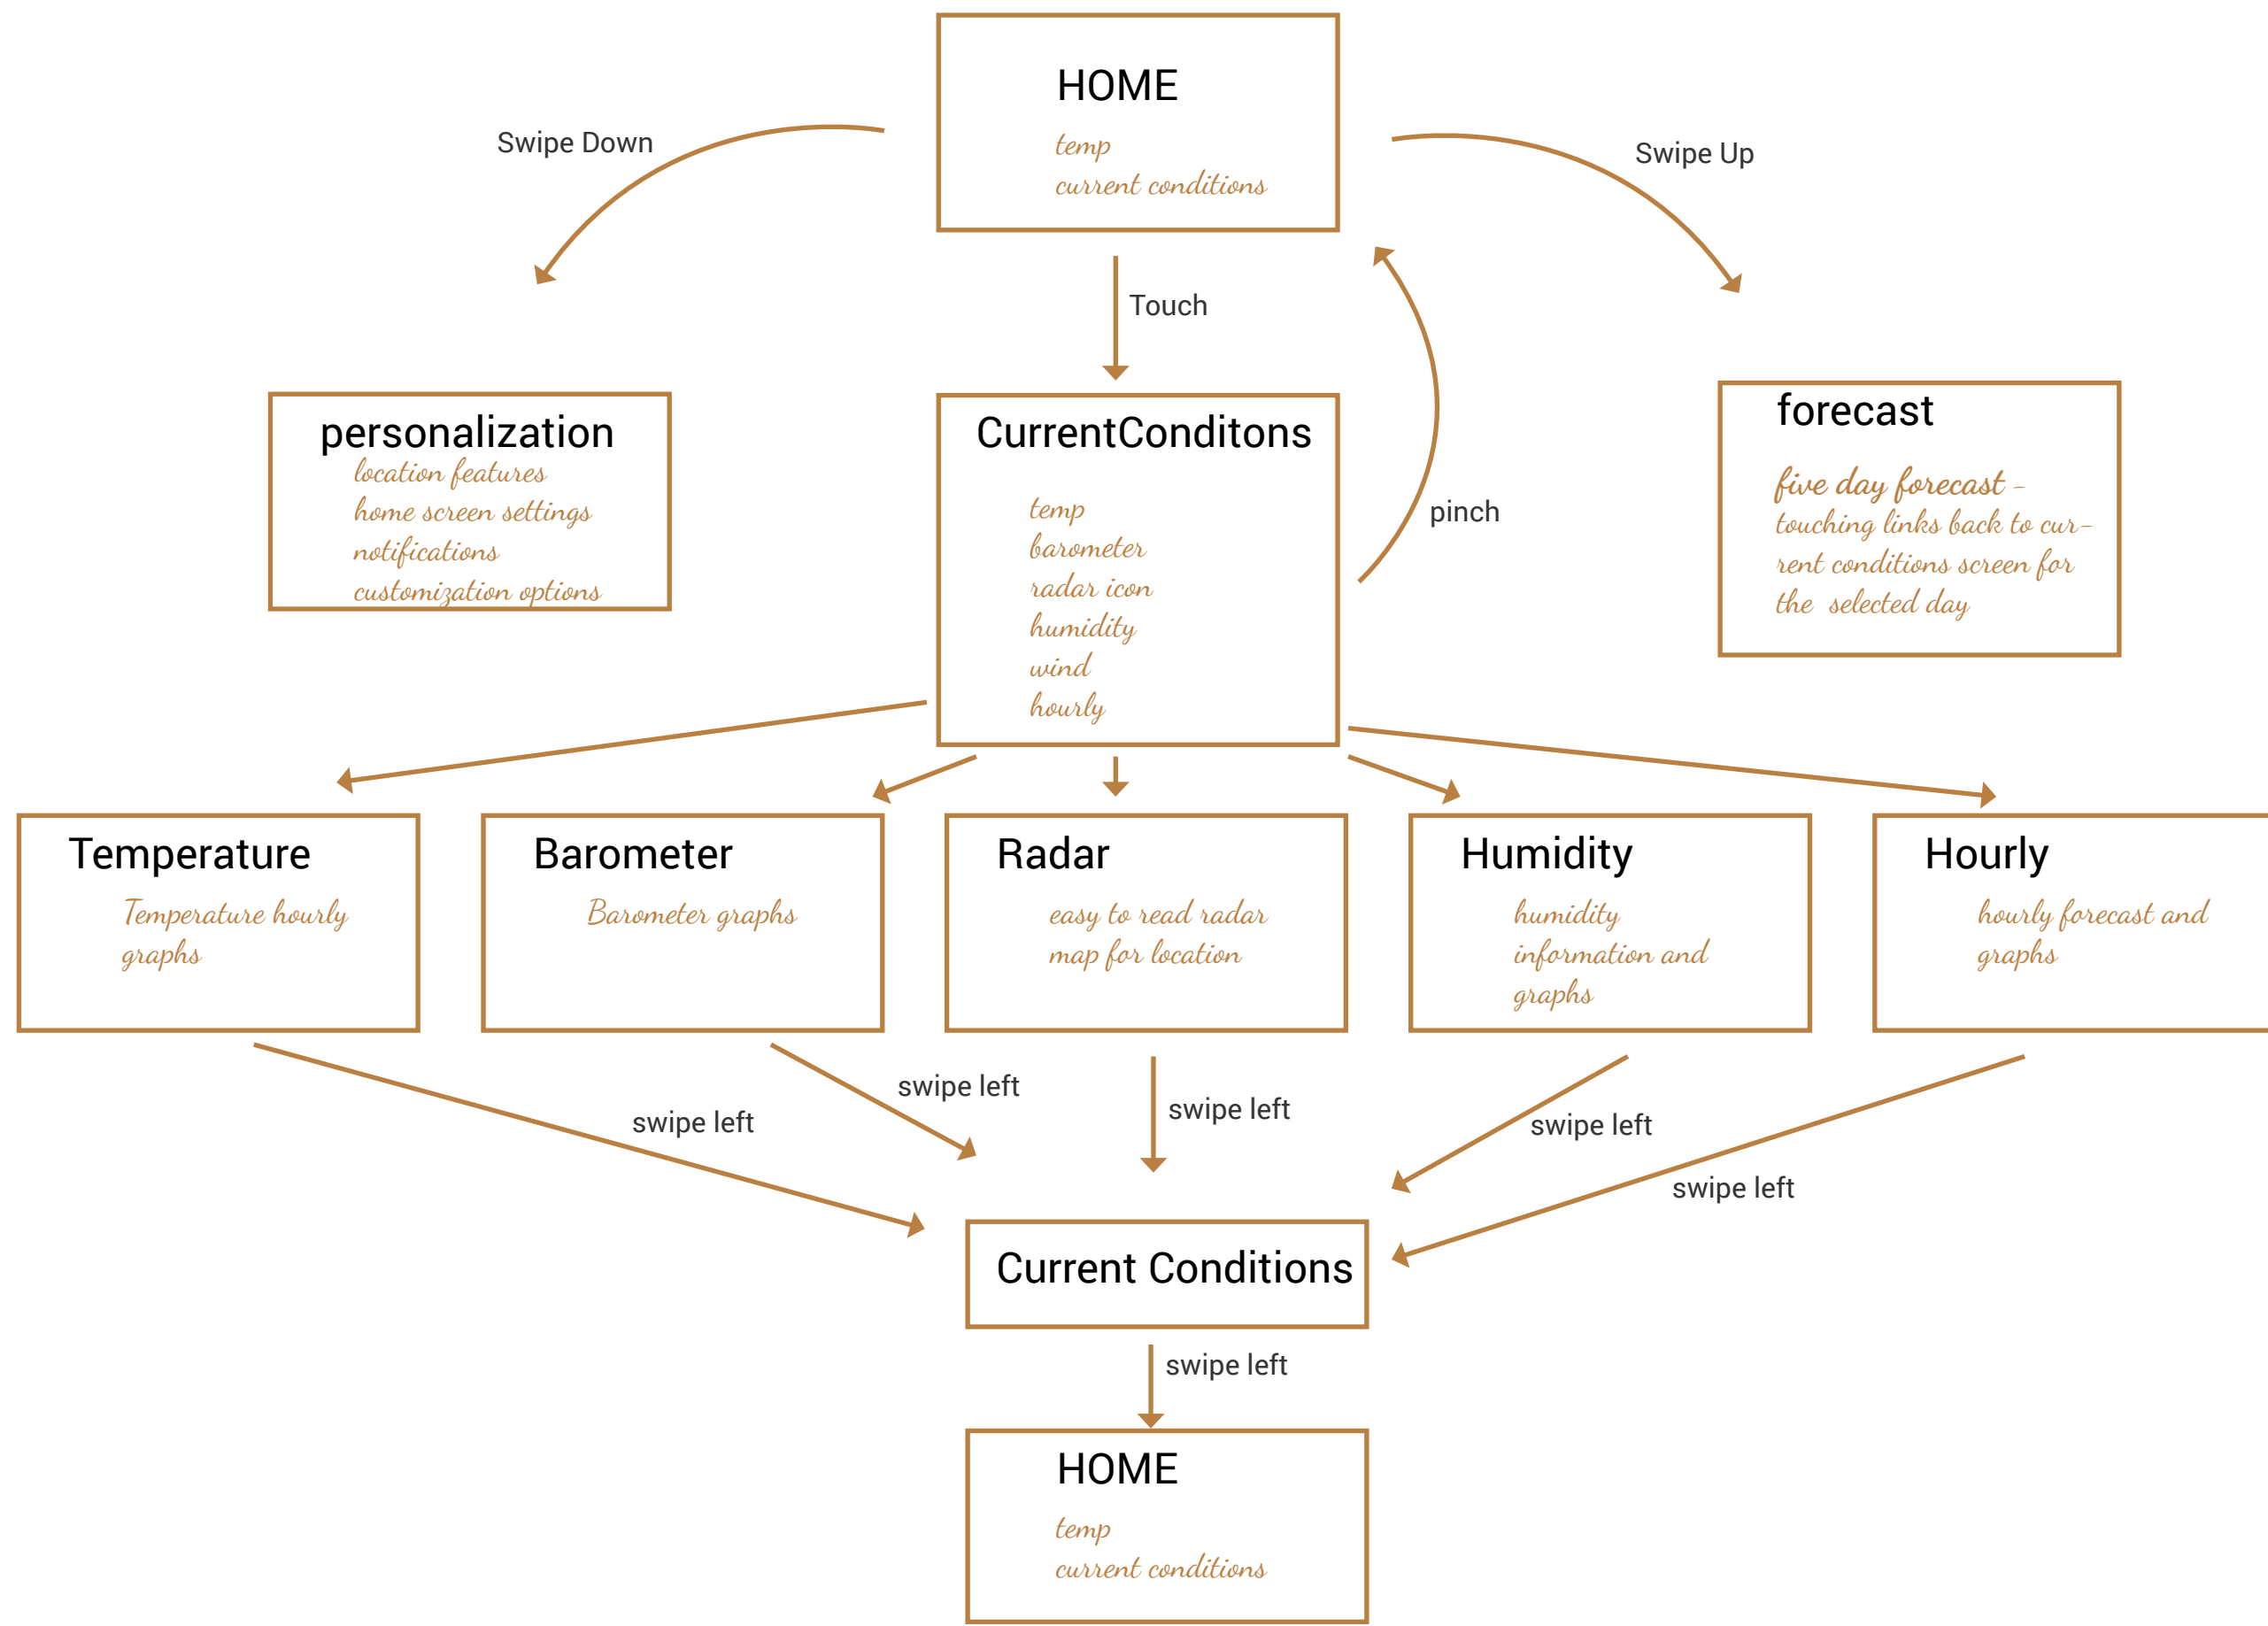 HOME
temp
current conditions
Swipe Down
Swipe Up
Touch
pinch
personalization
location features
home screen settings
notifications
customization options
CurrentConditons
temp
barometer
radar icon
humidity
wind
hourly
forecast
five day forecast -
touching links back to cur-
rent conditions screen for
the selected day
Temperature
Temperature hourly
graphs
Barometer
Barometer graphs
Radar
easy to read radar
map for location
Humidity
humidity
information and
graphs
Hourly
hourly forecast and
graphs
swipe left
swipe left
swipe left
swipe left
swipe left
Current Conditions
swipe left
HOME
temp
current conditions